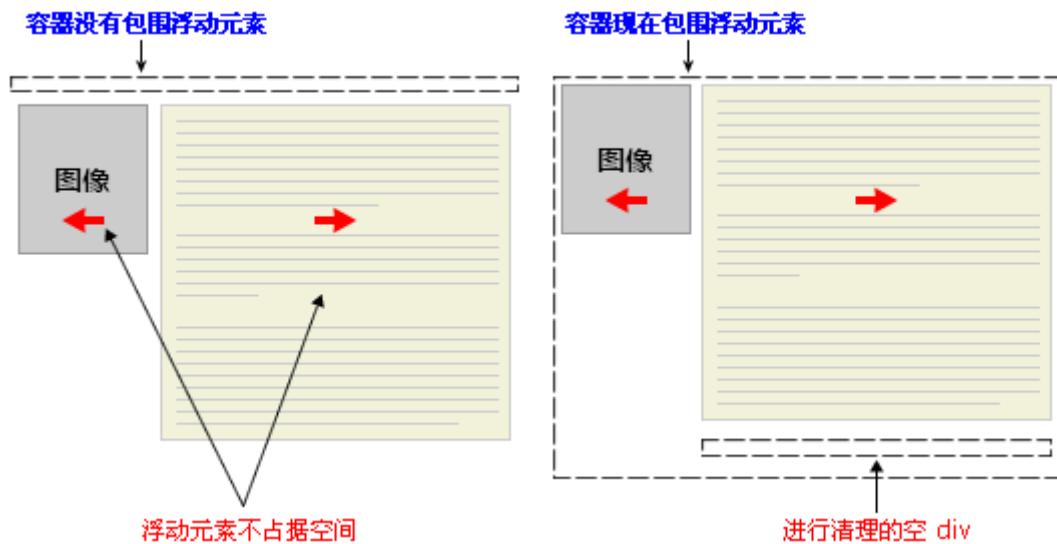 容器没有包围浮动元素
容器现在包围浮动元素
图像
图像
浮动元素不占据空间
进行清理的空 div